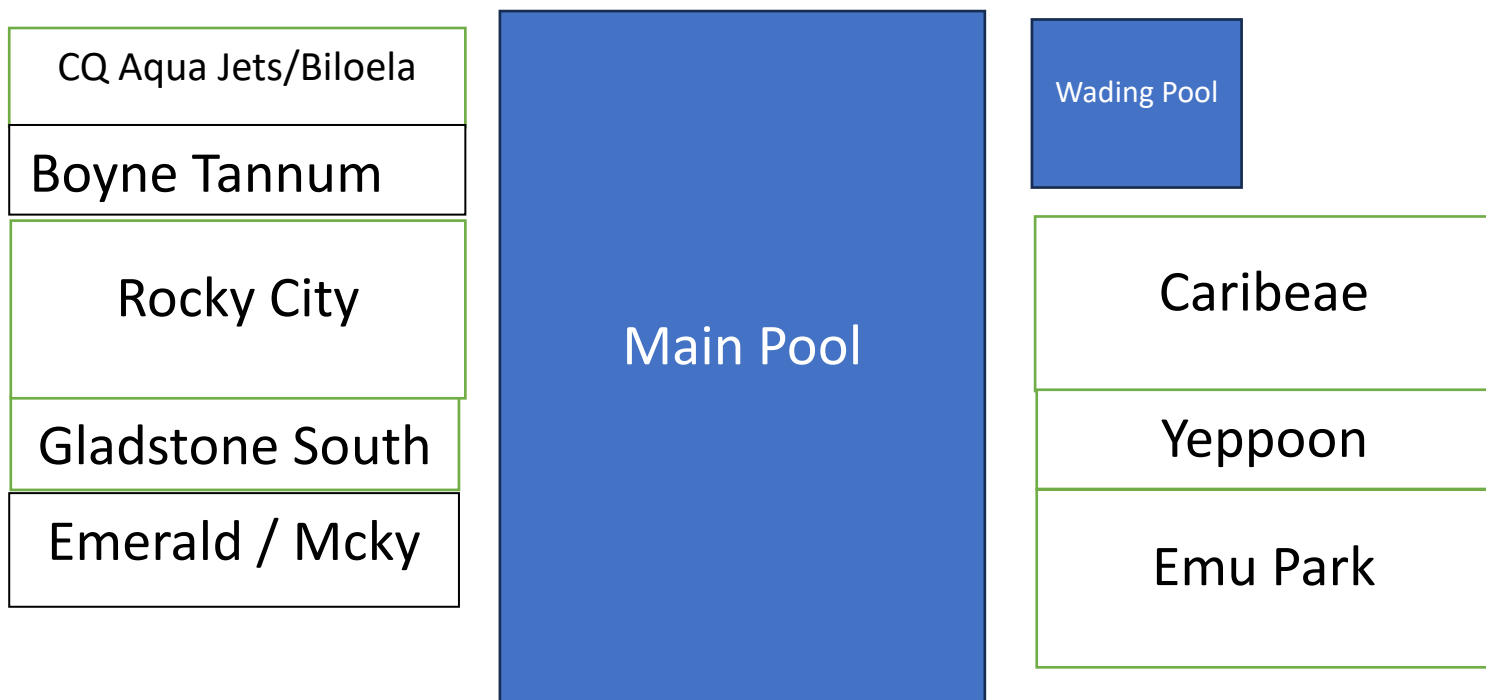 CQ Aqua Jets/Biloela
Boyne Tannum
Rocky City
Gladstone South
Emerald / Mcky
Main Pool
Wading Pool
Caribeae
Yeppoon
Emu Park